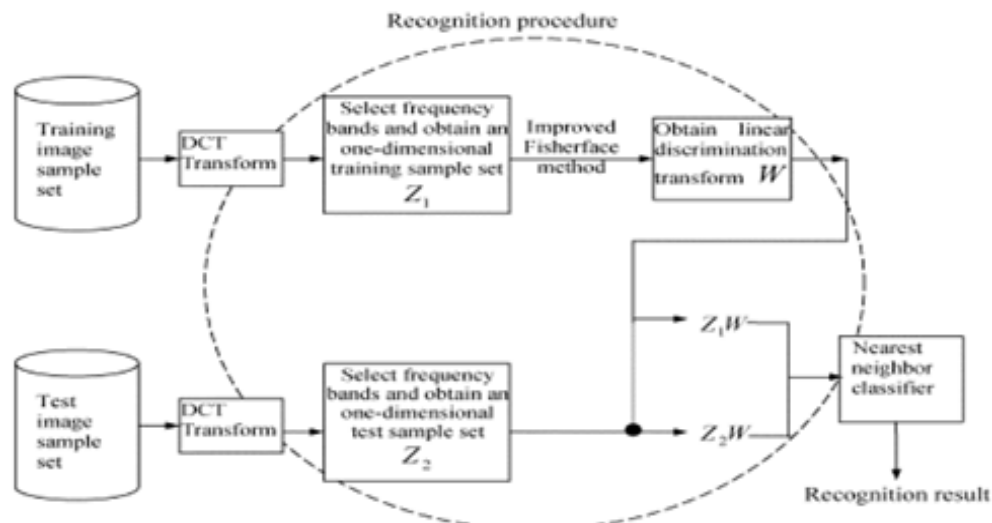 Recognition procedure
Training
image
sample
set
DCT
Transform
Select frequency
bands and obtain an
one-dimensional
training sample set
Z₁
Improved
Fisherface
method
Obtain linear
discrimination
transform W
Z₁W
Nearest
neighbor
classifier
Test
image
sample
set
DCT
Transform
Select frequency
bands and obtain an
one-dimensional
test sample set
Z₂
Z₂W
Recognition result